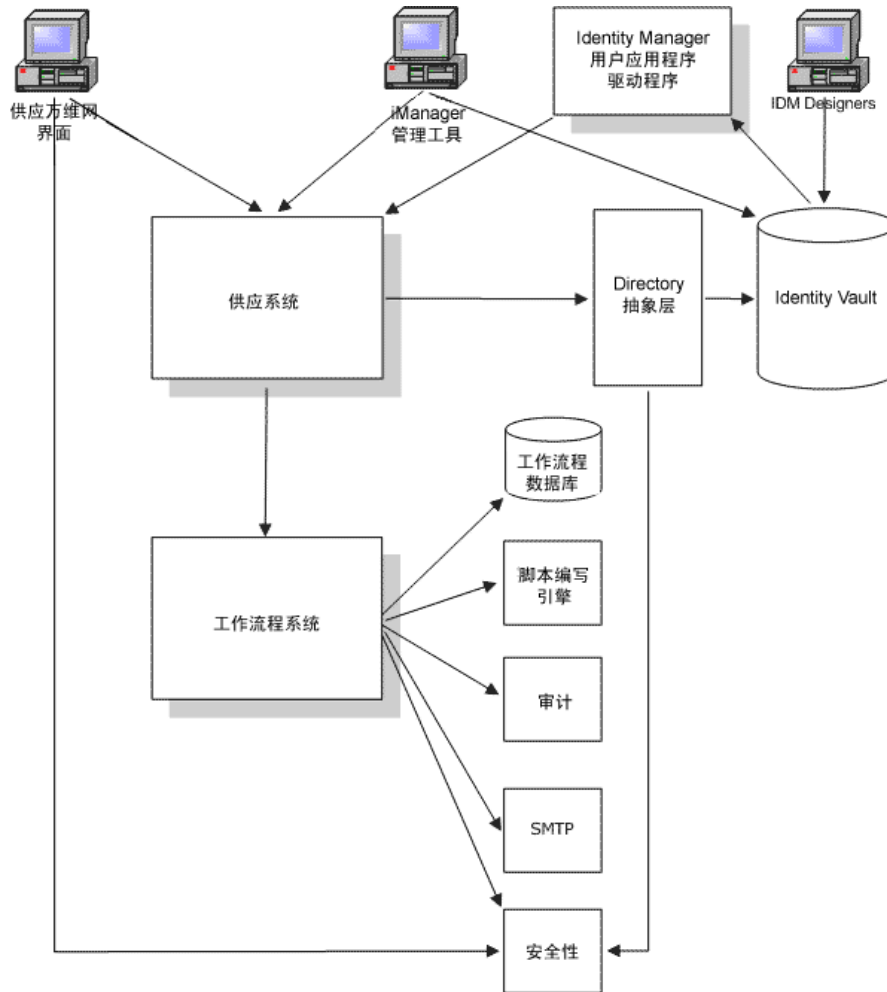 供应万维网
界面
iManager
管理工具
Identity Manager
用户应用程序
驱动程序
IDM Designers
供应系统
Directory
抽象层
Identity Vault
工作流程
数据库
脚本编写
引擎
工作流程系统
审计
SMTP
安全性